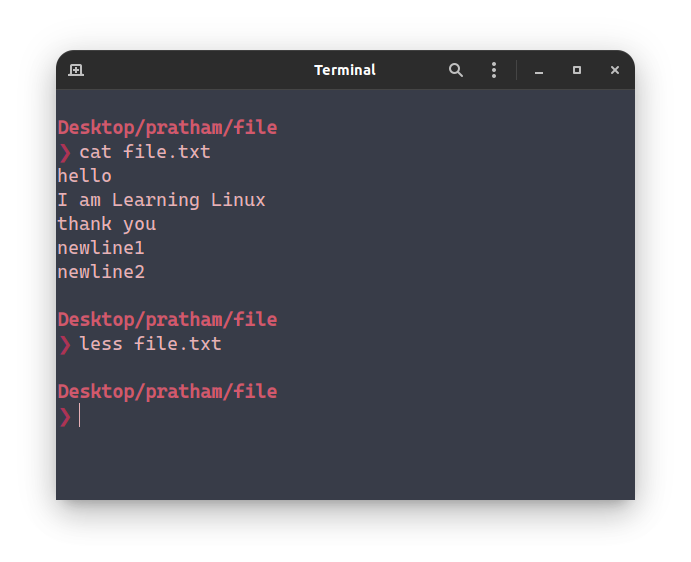 Terminal
Desktop/pratham/file
❯ cat file.txt
hello
I am Learning Linux
thank you
newline1
newline2
Desktop/pratham/file
❯ less file.txt
Desktop/pratham/file
❯